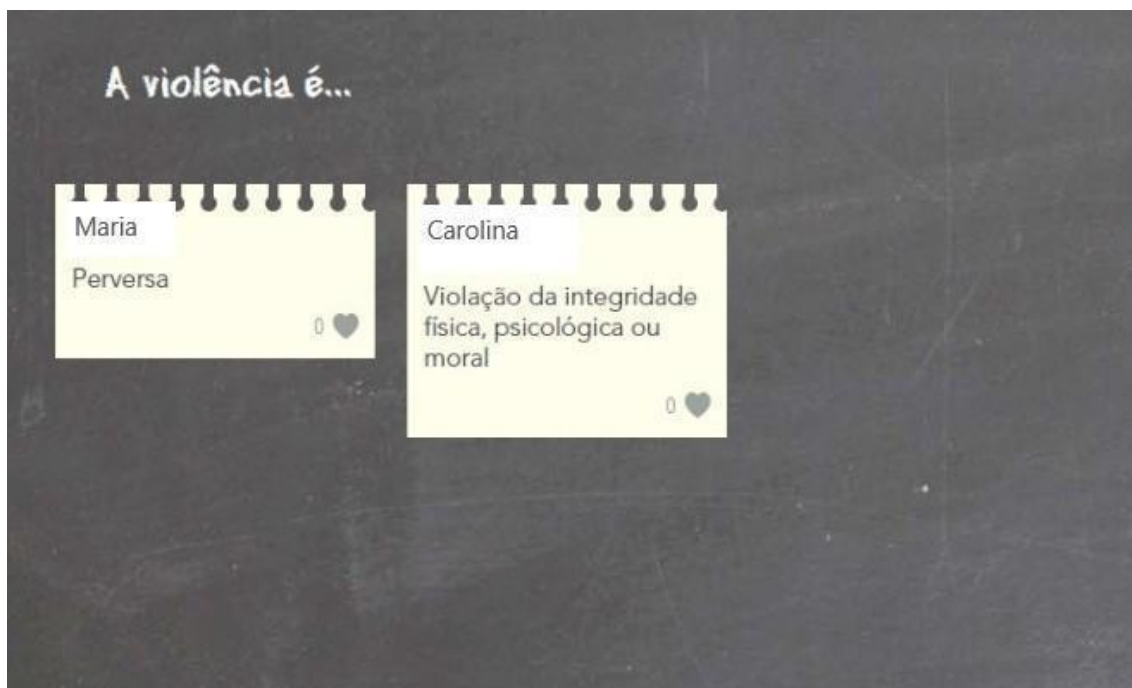 A violência é...
Maria
Perversa
0
Carolina
Violação da integridade
física, psicológica ou
moral
0